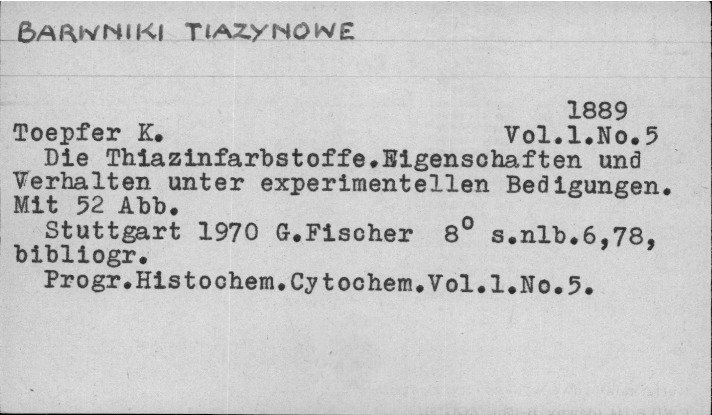 BARWNIKI TIAZYNOWE
1889
Toepfer K. Vol.1.No.5
Die Thiazinfarbstoffe.Eigenschaften und
Verhalten unter experimentellen Bedigungen.
Mit 52 Abb.
Stuttgart 1970 G.Fischer 8° s.nlb.6,78,
bibliogr.
Progr.Histochem.Cytochem.Vol.1.No.5.